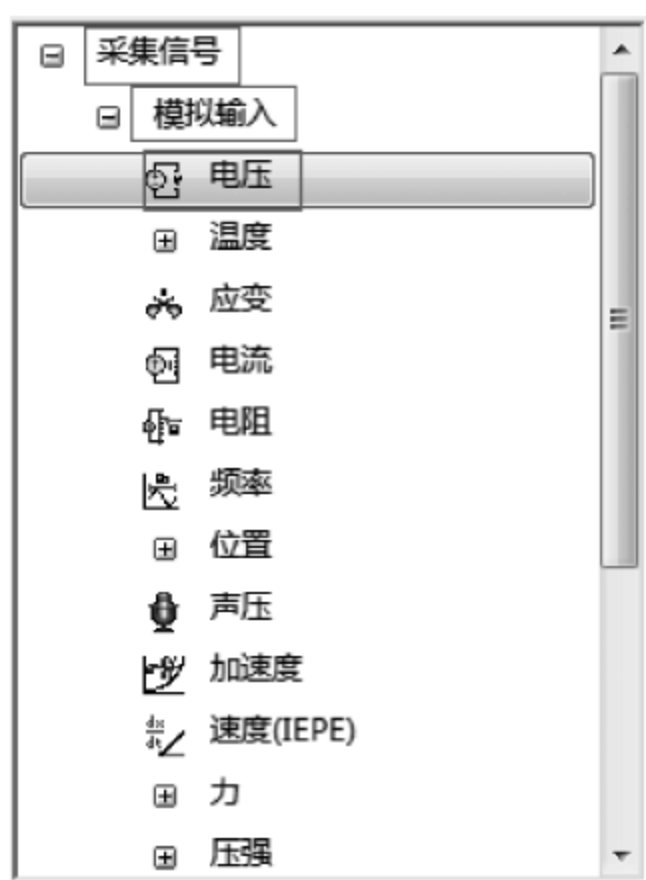 采集信号
模拟输入
电压
温度
应变
电流
电阻
频率
位置
声压
加速度
速度(IEPE)
力
压强